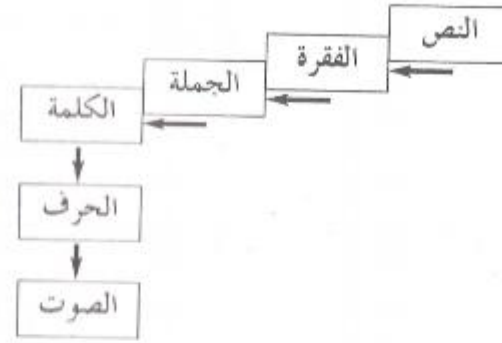 النص
الفقرة
الجملة
الكلمة
الحرف
الصوت